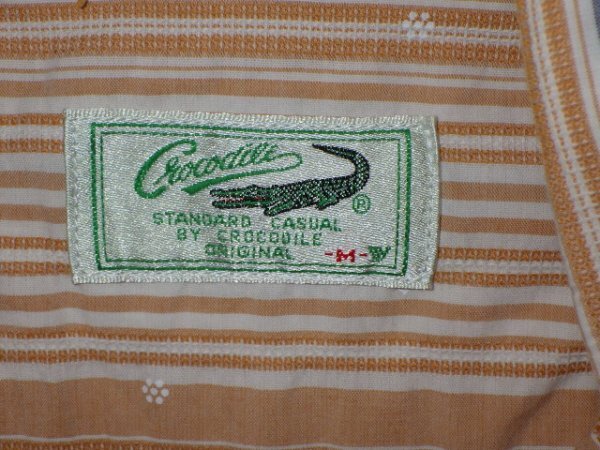 Crocodile
®
STANDARD CASUAL
BY CROCODILE
ORIGINAL -M-W